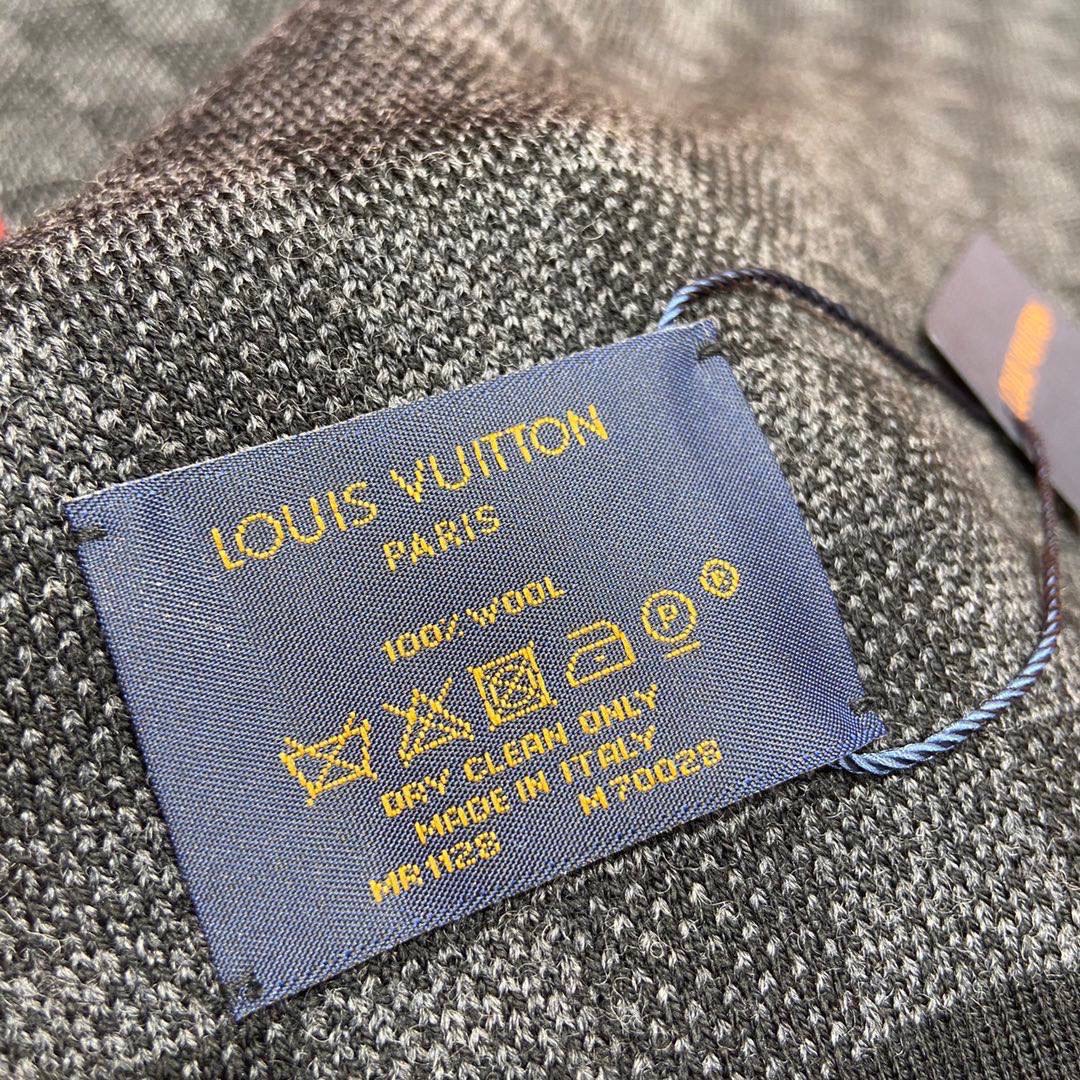 LOUIS VUITTON
PARIS
100% WOOL
P ®
DRY CLEAN ONLY
MADE IN ITALY
MR1128 M70028